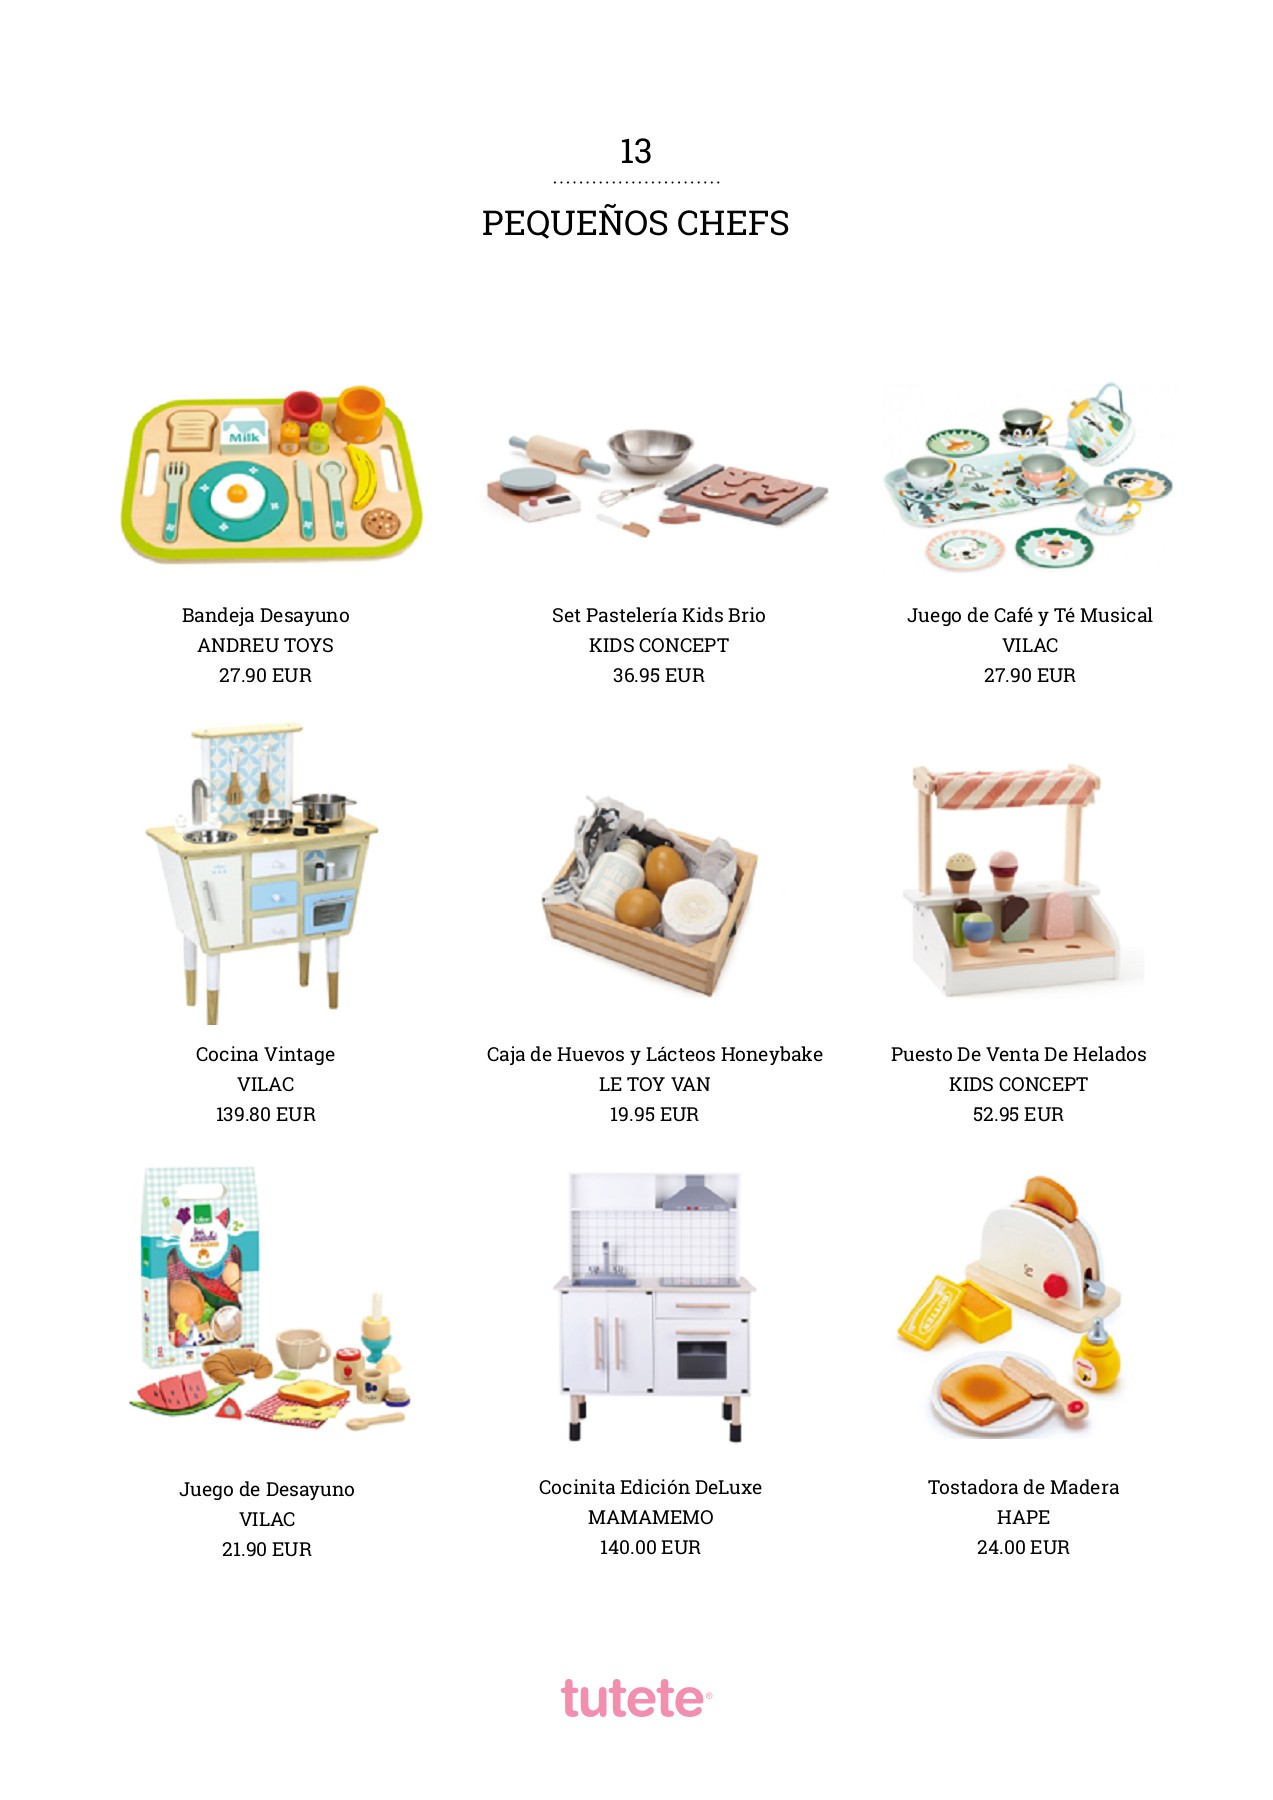 13
PEQUEÑOS CHEFS
Milk
Bandeja Desayuno
ANDREU TOYS
27.90 EUR
Set Pastelería Kids Brio
KIDS CONCEPT
36.95 EUR
Juego de Café y Té Musical
VILAC
27.90 EUR
Cocina Vintage
VILAC
139.80 EUR
Caja de Huevos y Lácteos Honeybake
LE TOY VAN
19.95 EUR
Puesto De Venta De Helados
KIDS CONCEPT
52.95 EUR
2+
BUTTER
Juego de Desayuno
VILAC
21.90 EUR
Cocinita Edición DeLuxe
MAMAMEMO
140.00 EUR
Tostadora de Madera
HAPE
24.00 EUR
tutete®